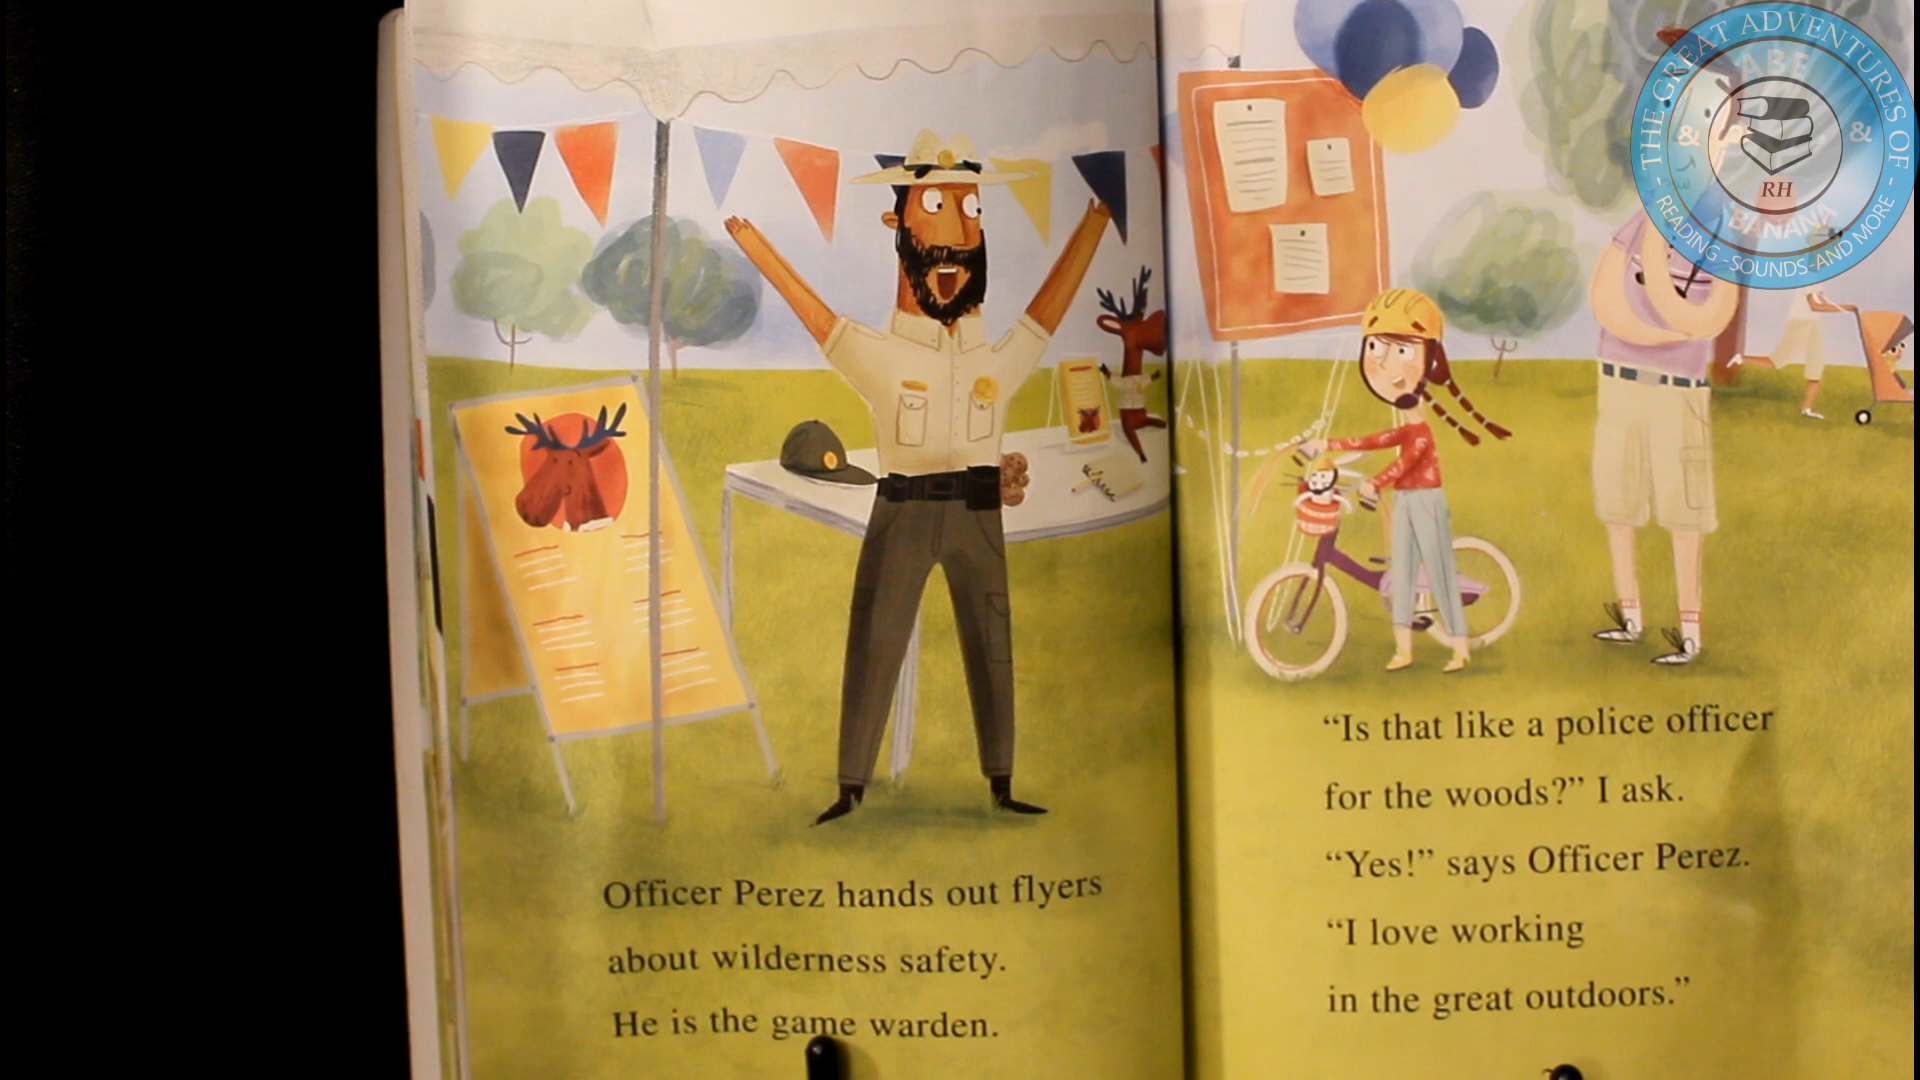 Officer Perez hands out flyers
about wilderness safety.
He is the game warden.
“Is that like a police officer
for the woods?” I ask.
“Yes!” says Officer Perez.
“I love working
in the great outdoors.”
THE GREAT ADVENTURES OF
ABE
& &
RH
BANANA
- READING - SOUNDS - AND MORE -